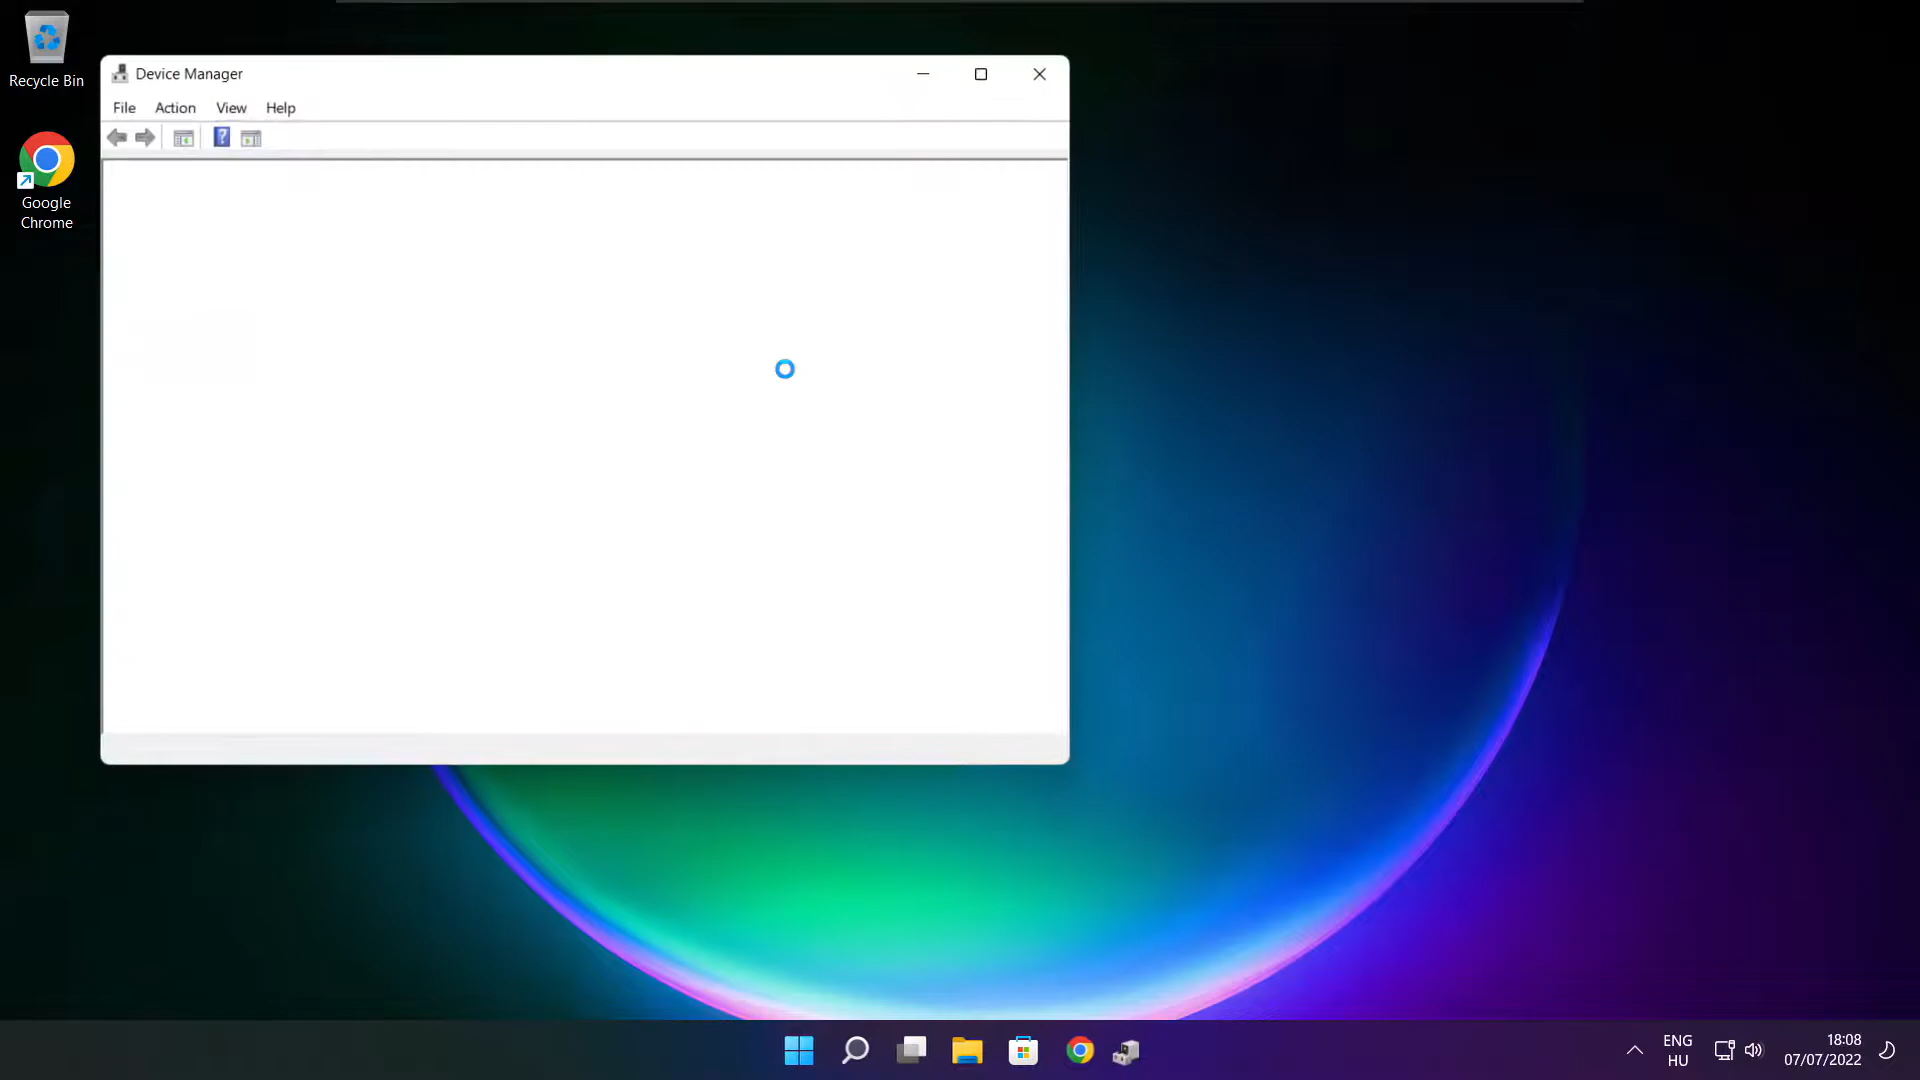 Recycle Bin
Google
Chrome
Device Manager
File Action View Help
?
ENG
HU
18:08
07/07/2022